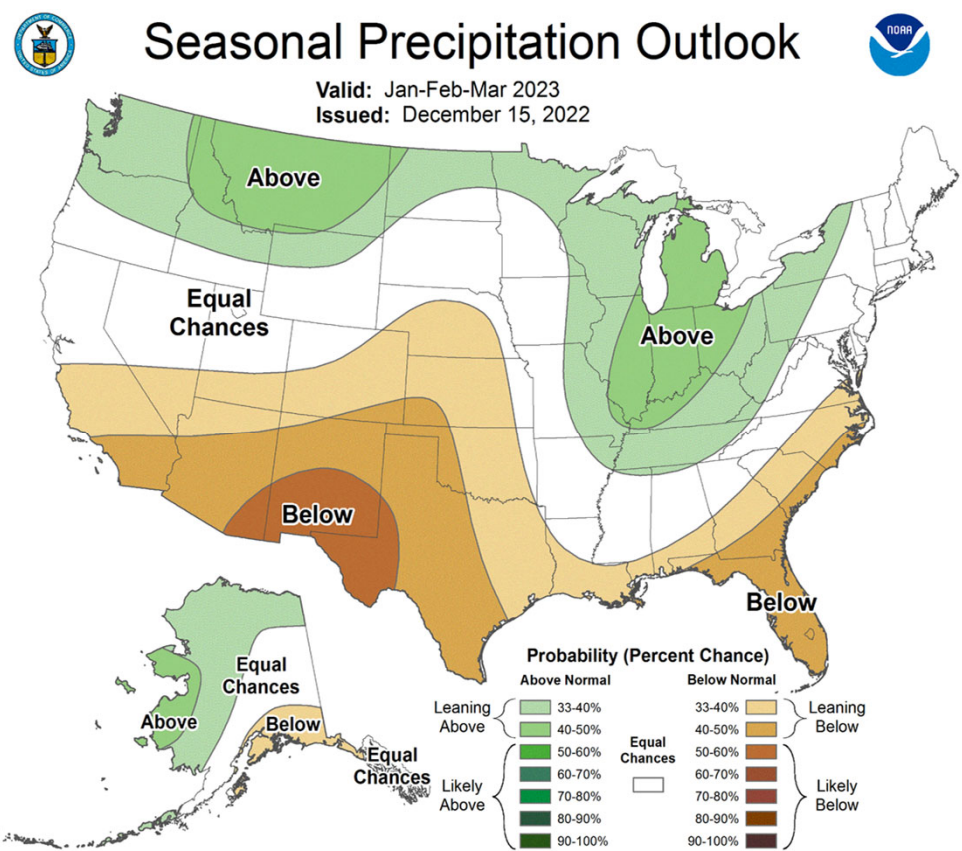 Seasonal Precipitation Outlook
NOAA
Valid: Jan-Feb-Mar 2023
Issued: December 15, 2022
Above
Equal
Chances
Above
Below
Below
Equal
Chances
Above
Below
Equal
Chances
Probability (Percent Chance)
Above Normal
Below Normal
Leaning
Above
33-40%
40-50%
Likely
Above
50-60%
60-70%
70-80%
80-90%
90-100%
Equal
Chances
33-40%
40-50%
Leaning
Below
50-60%
60-70%
70-80%
80-90%
90-100%
Likely
Below